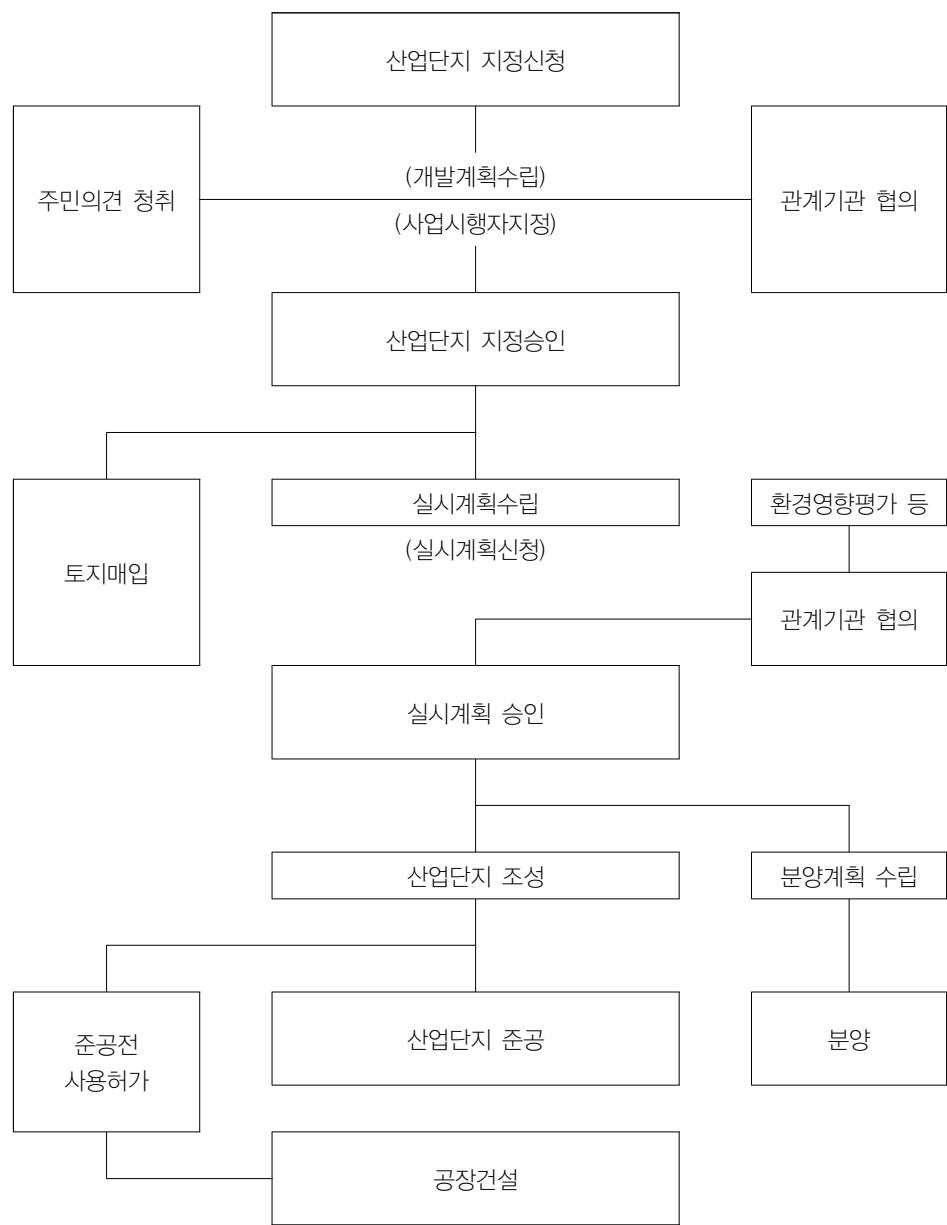 산업단지 지정신청
주민의견 청취
(개발계획수립)
(사업시행자지정)
관계기관 협의
산업단지 지정승인
토지매입
실시계획수립
(실시계획신청)
환경영향평가 등
관계기관 협의
실시계획 승인
산업단지 조성
분양계획 수립
준공전
사용허가
산업단지 준공
분양
공장건설